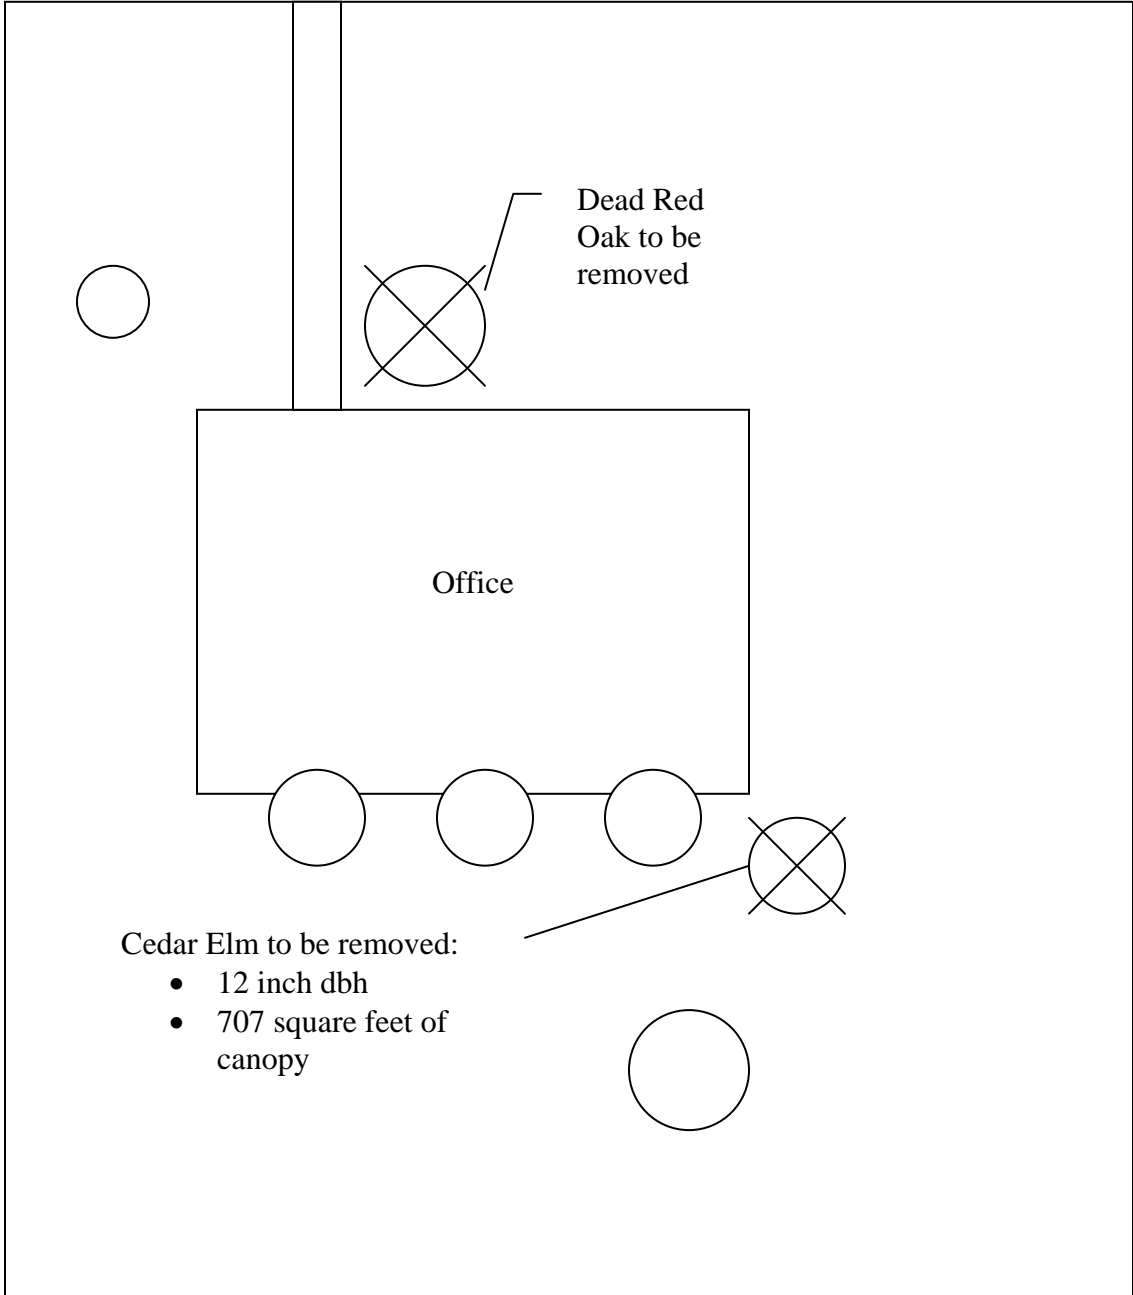 Dead Red
Oak to be
removed
Office
Cedar Elm to be removed:
• 12 inch dbh
• 707 square feet of
canopy